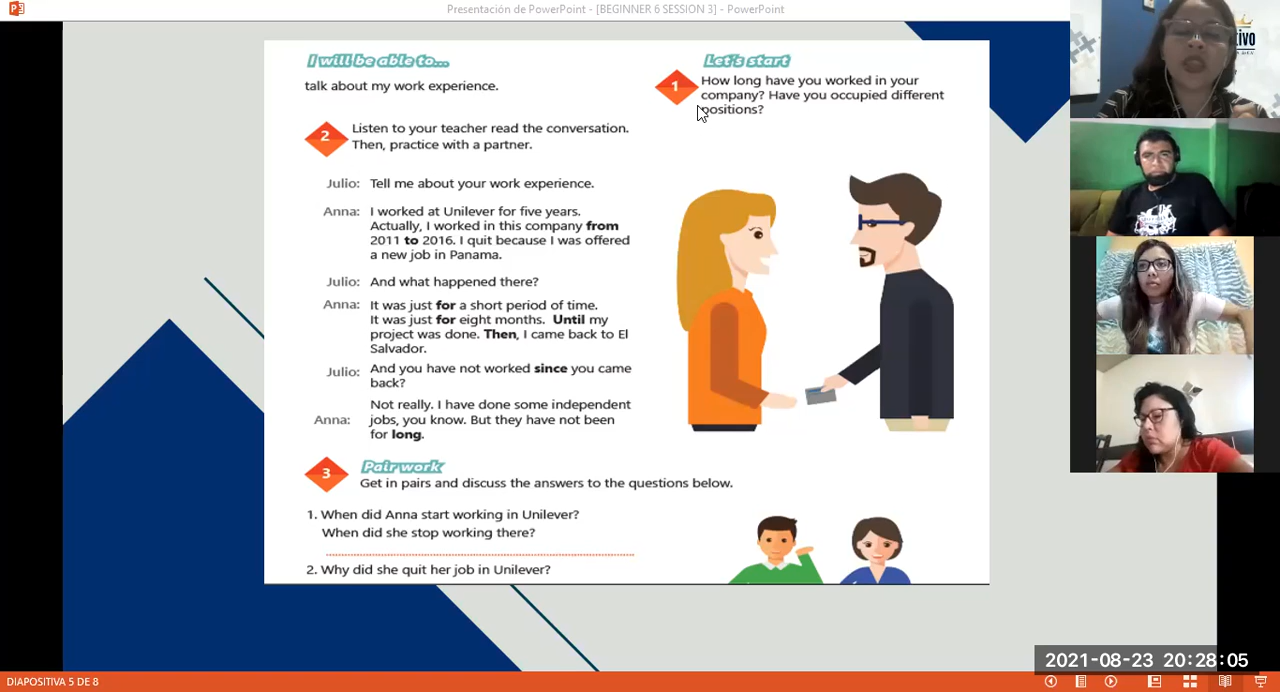 Presentación de PowerPoint - [BEGINNER 6 SESSION 3] - PowerPoint
I will be able to...
talk about my work experience.
Let's start
1
How long have you worked in your
company? Have you occupied different
positions?
2
Listen to your teacher read the conversation.
Then, practice with a partner.
Julio: Tell me about your work experience.
Anna: I worked at Unilever for five years.
Actually, I worked in this company from
2011 to 2016. I quit because I was offered
a new job in Panama.
Julio: And what happened there?
Anna: It was just for a short period of time.
It was just for eight months. Until my
project was done. Then, I came back to El
Salvador.
Julio: And you have not worked since you came
back?
Anna: Not really. I have done some independent
jobs, you know. But they have not been
for long.
3
Pair work
Get in pairs and discuss the answers to the questions below.
1. When did Anna start working in Unilever?
When did she stop working there?
2. Why did she quit her job in Unilever?
2021-08-23 20:28:05
DIAPOSITIVA 5 DE 8